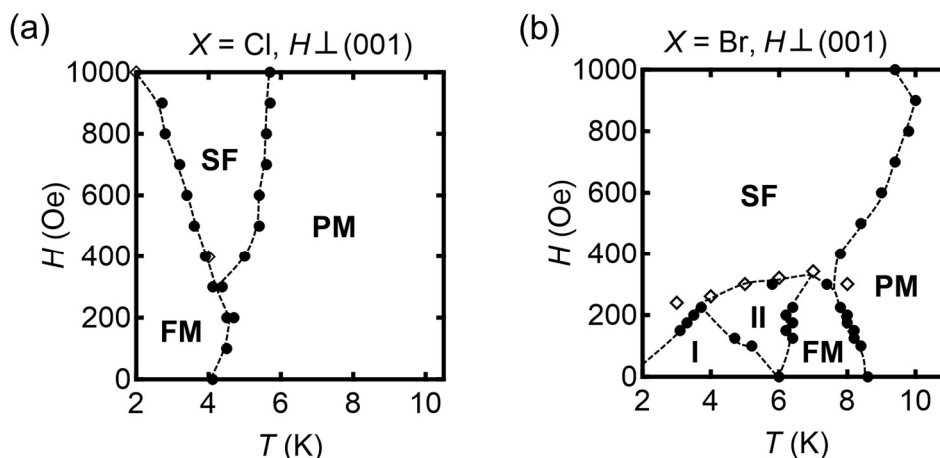 (a)
X = Cl, H⊥(001)
1000
800
600
400
200
0
H (Oe)
SF
PM
FM
2
4
6
8
10
T (K)
(b)
X = Br, H⊥(001)
1000
800
600
400
200
0
H (Oe)
SF
PM
II
FM
I
2
4
6
8
10
T (K)